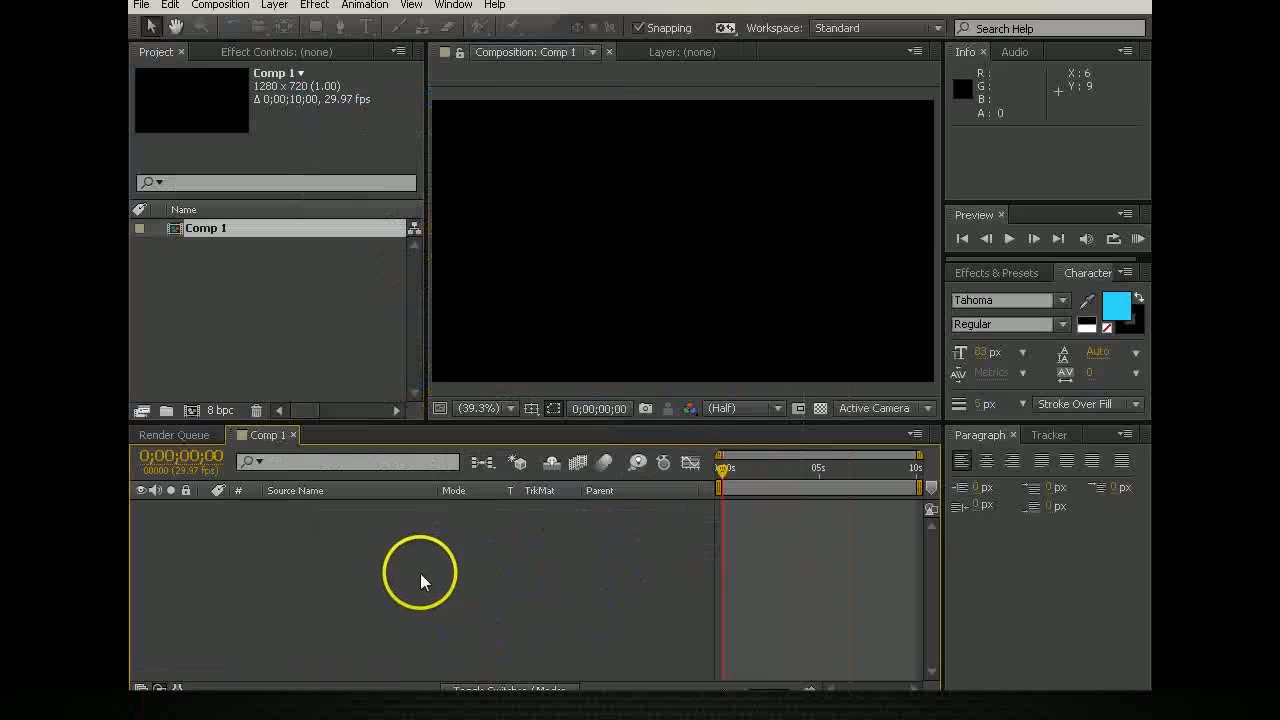 File Edit Composition Layer Effect Animation View Window Help
Snapping Workspace: Standard Search Help
Project Effect Controls: (none) Composition: Comp 1 Layer: (none) Info Audio
Comp 1
1280 x 720 (1.00)
Δ 0;00;10;00, 29.97 fps
R :
G :
B :
A : 0
X : 6
Y : 9
Name
Comp 1
Preview
Effects & Presets Character
Tahoma
Regular
83 px Auto
Metrics 0
5 px Stroke Over Fill
8 bpc (39.3%) 0;00;00;00 (Half) Active Camera
Render Queue Comp 1 Paragraph Tracker
0;00;00;00
00000 (29.97 fps)
05s 10s
# Source Name Mode T TrkMat Parent
0 px 0 px 0 px
0 px 0 px
Toggle Switches / Modes